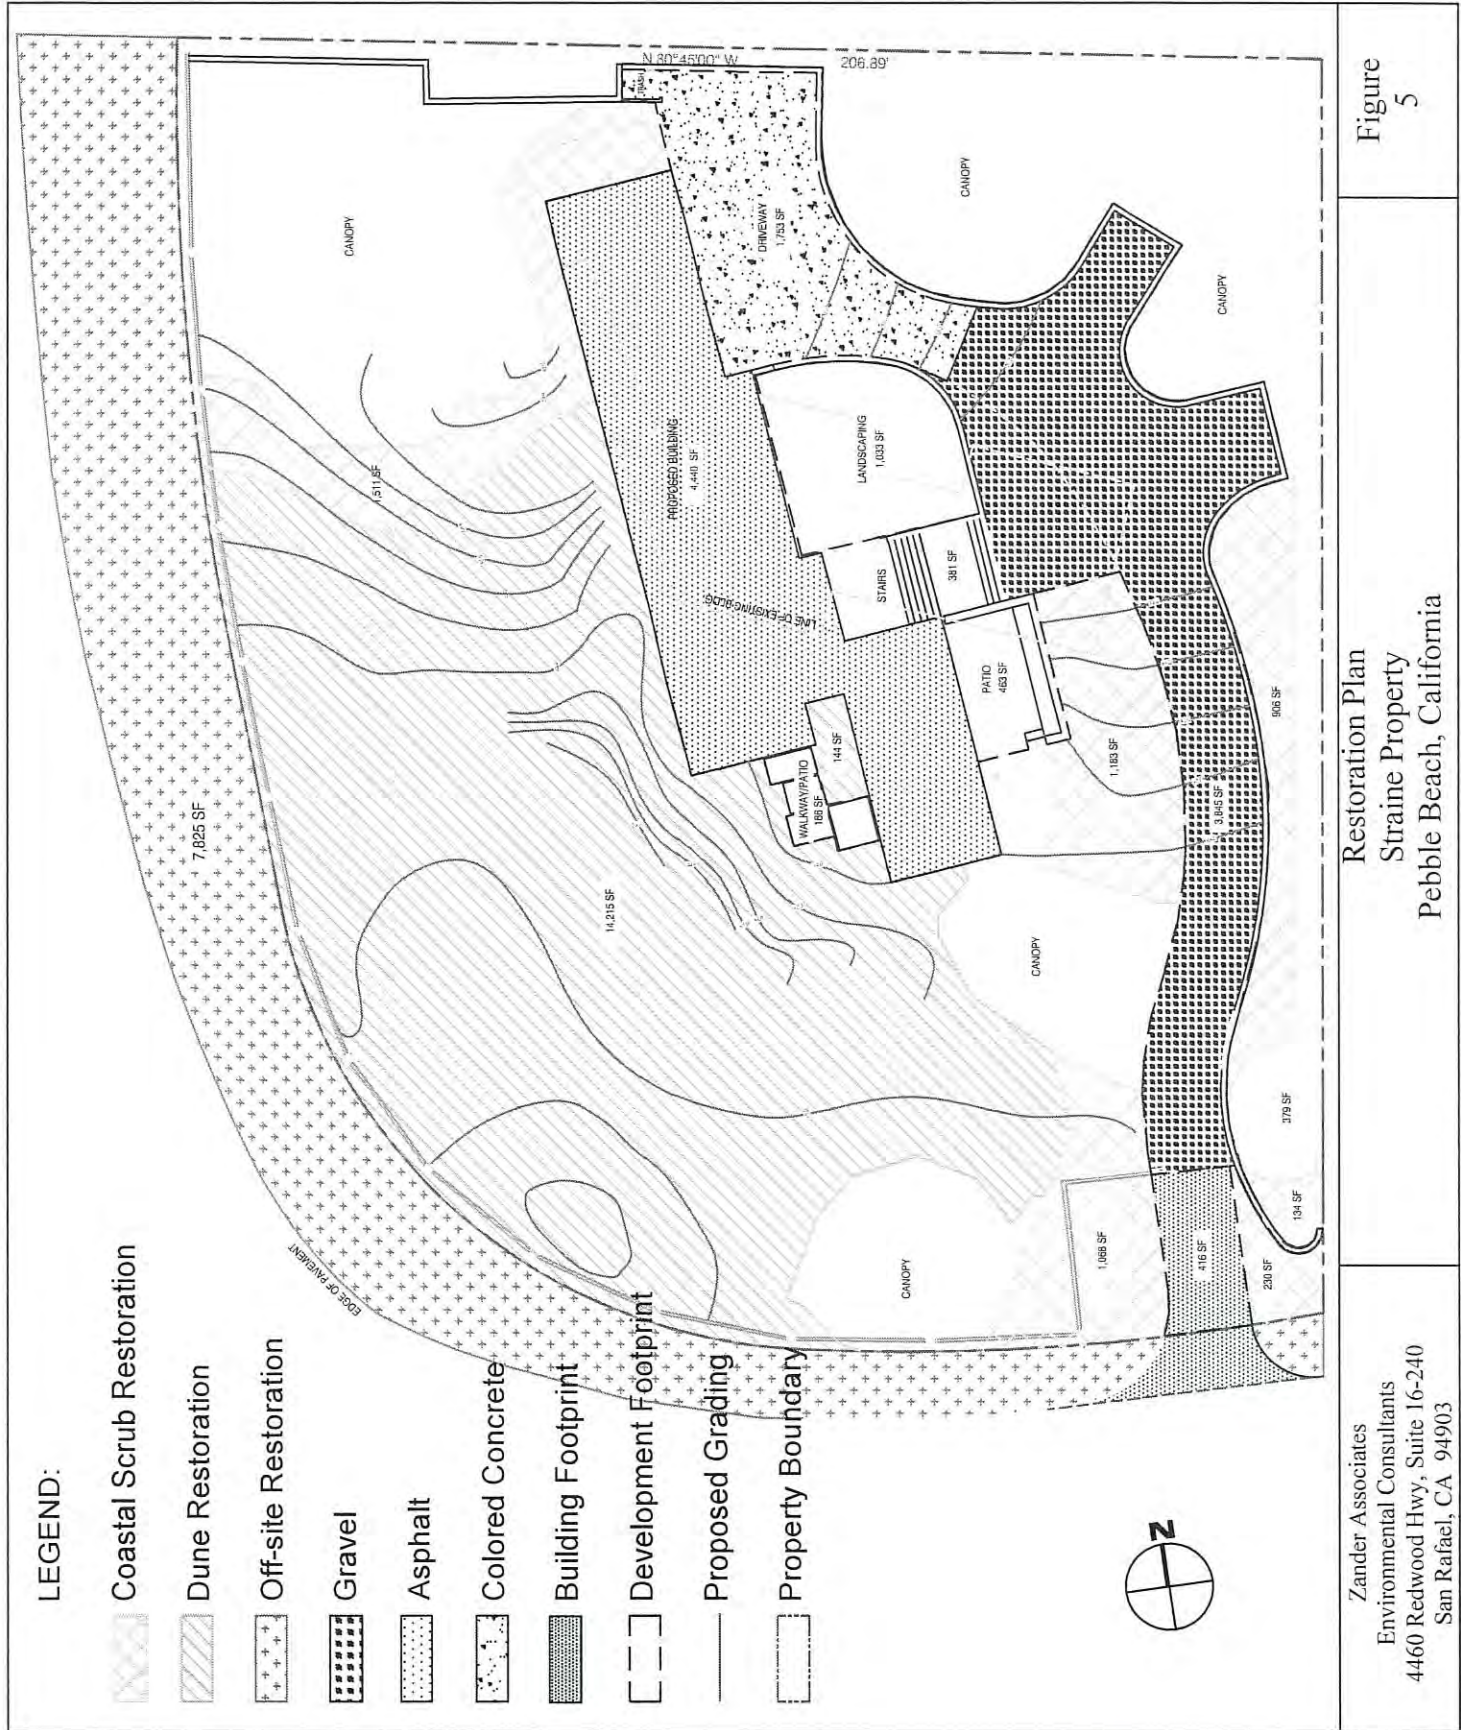 LEGEND:
Coastal Scrub Restoration
Dune Restoration
Off-site Restoration
Gravel
Asphalt
Colored Concrete
Building Footprint
Development Footprint
Proposed Grading
Property Boundary
N
EDGE OF PAVEMENT
7,825 SF
N 80°45'00" W
206.89'
TRASH
CANOPY
DRIVEWAY
1,753 SF
CANOPY
CANOPY
,511 SF
PROPOSED BUILDING
4,440 SF
LANDSCAPING
1,033 SF
LINE OF EXISTING BLDG
STAIRS
381 SF
PATIO
463 SF
144 SF
WALKWAY/PATIO
186 SF
14,215 SF
1,183 SF
3,845 SF
906 SF
CANOPY
CANOPY
1,066 SF
416 SF
379 SF
134 SF
230 SF
Zander Associates
Environmental Consultants
4460 Redwood Hwy, Suite 16-240
San Rafael, CA 94903
Restoration Plan
Straine Property
Pebble Beach, California
Figure
5